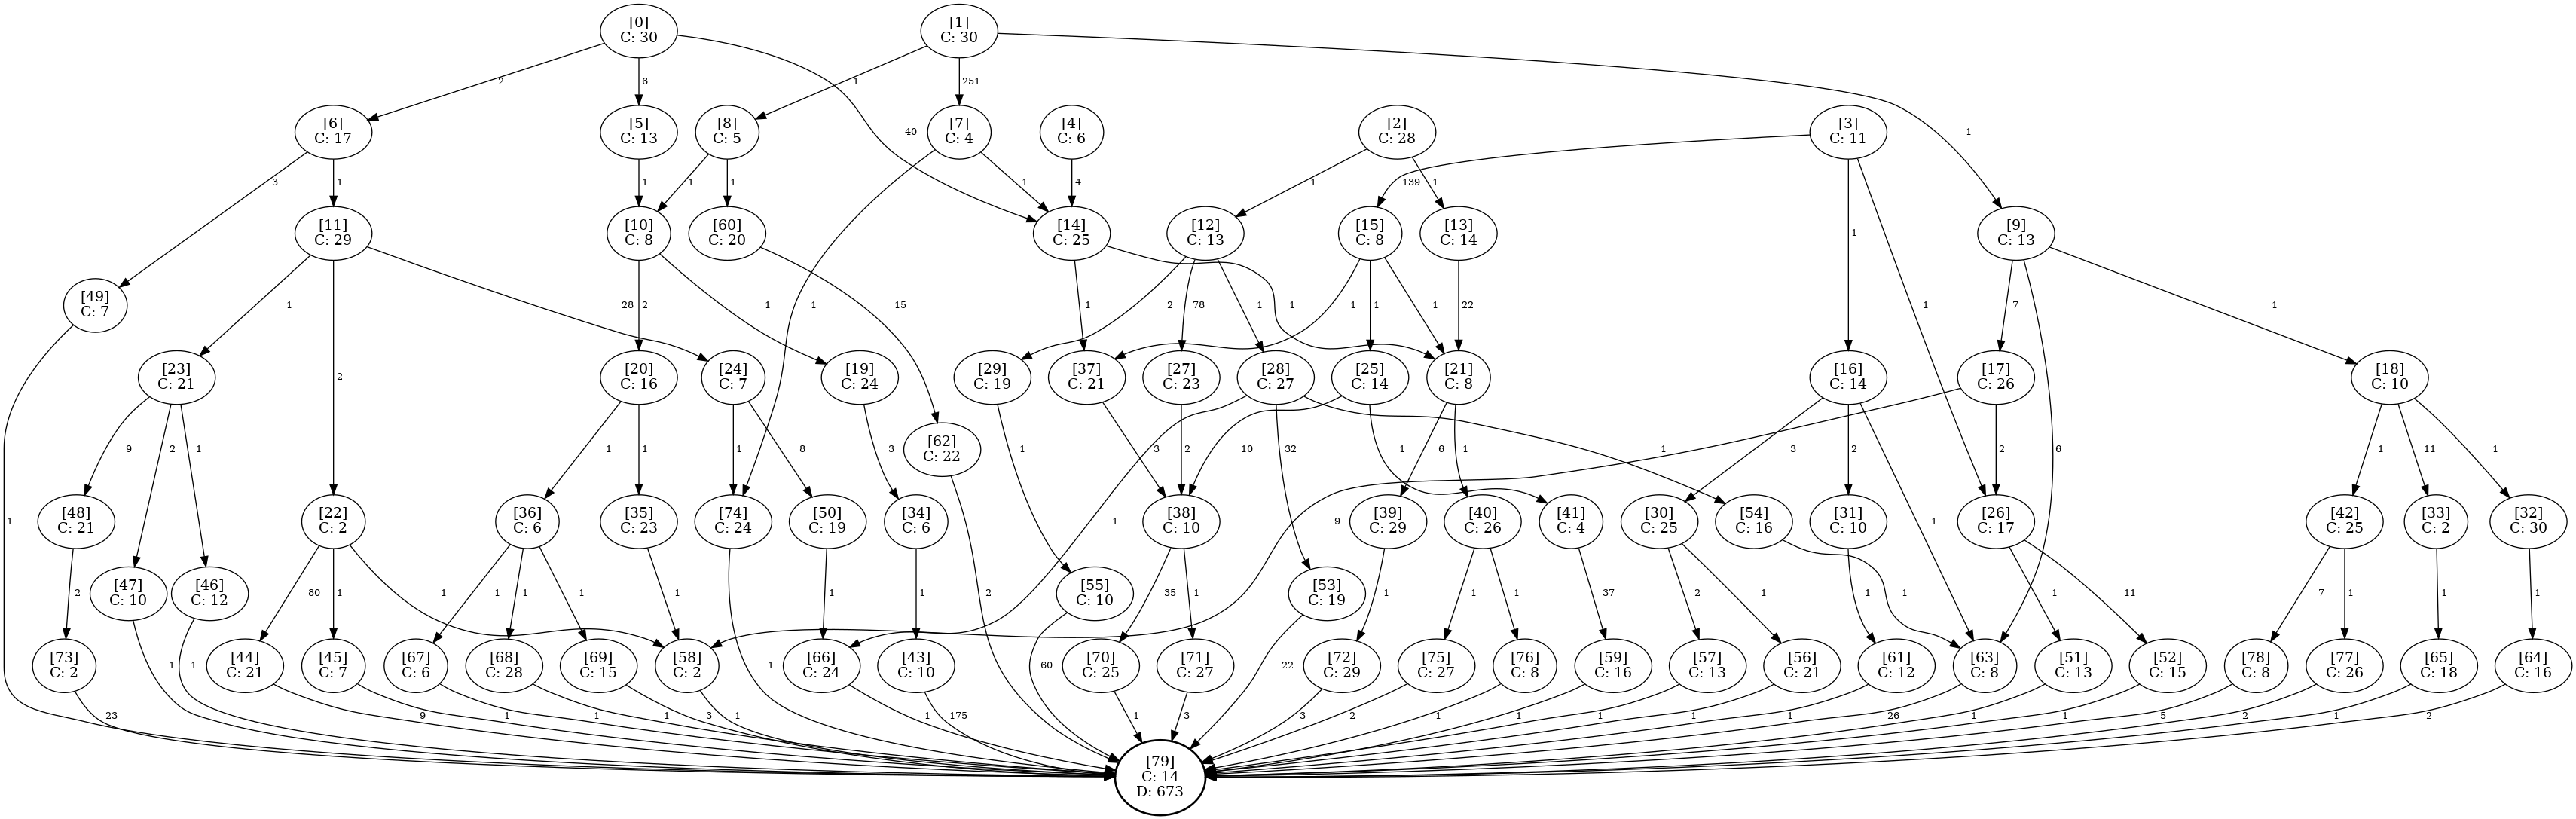 [0]
C: 30
[1]
C: 30
2
6
40
1
251
1
[6]
C: 17
[5]
C: 13
[8]
C: 5
[7]
C: 4
[4]
C: 6
[2]
C: 28
[3]
C: 11
3
1
1
1
1
1
4
1
1
139
1
[11]
C: 29
[10]
C: 8
[60]
C: 20
[14]
C: 25
[12]
C: 13
[15]
C: 8
[13]
C: 14
[9]
C: 13
[49]
C: 7
1
28
2
1
15
1
1
2
78
1
1
1
1
1
22
1
7
1
2
[23]
C: 21
[20]
C: 16
[24]
C: 7
[19]
C: 24
[29]
C: 19
[37]
C: 21
[27]
C: 23
[28]
C: 27
[25]
C: 14
[21]
C: 8
[16]
C: 14
[17]
C: 26
[18]
C: 10
9
2
1
1
1
1
8
3
[62]
C: 22
1
3
2
10
32
1
6
1
1
3
2
2
6
1
11
1
1
[48]
C: 21
[47]
C: 10
[46]
C: 12
[22]
C: 2
[36]
C: 6
[35]
C: 23
[74]
C: 24
[50]
C: 19
[34]
C: 6
1
[38]
C: 10
9
[39]
C: 29
[40]
C: 26
[41]
C: 4
[30]
C: 25
[54]
C: 16
[31]
C: 10
1
[26]
C: 17
[42]
C: 25
[33]
C: 2
[32]
C: 30
2
80
1
1
1
1
1
1
1
1
2
[55]
C: 10
35
1
[53]
C: 19
1
1
1
37
2
1
1
1
1
11
7
1
1
1
[73]
C: 2
1
1
[44]
C: 21
[45]
C: 7
[67]
C: 6
[68]
C: 28
[69]
C: 15
[58]
C: 2
1
[66]
C: 24
[43]
C: 10
60
[70]
C: 25
[71]
C: 27
22
[72]
C: 29
[75]
C: 27
[76]
C: 8
[59]
C: 16
[57]
C: 13
[56]
C: 21
[61]
C: 12
[63]
C: 8
[51]
C: 13
[52]
C: 15
[78]
C: 8
[77]
C: 26
[65]
C: 18
[64]
C: 16
23
9
1
1
1
3
1
1
175
1
3
3
2
1
1
1
1
1
26
1
1
5
2
1
2
[79]
C: 14
D: 673